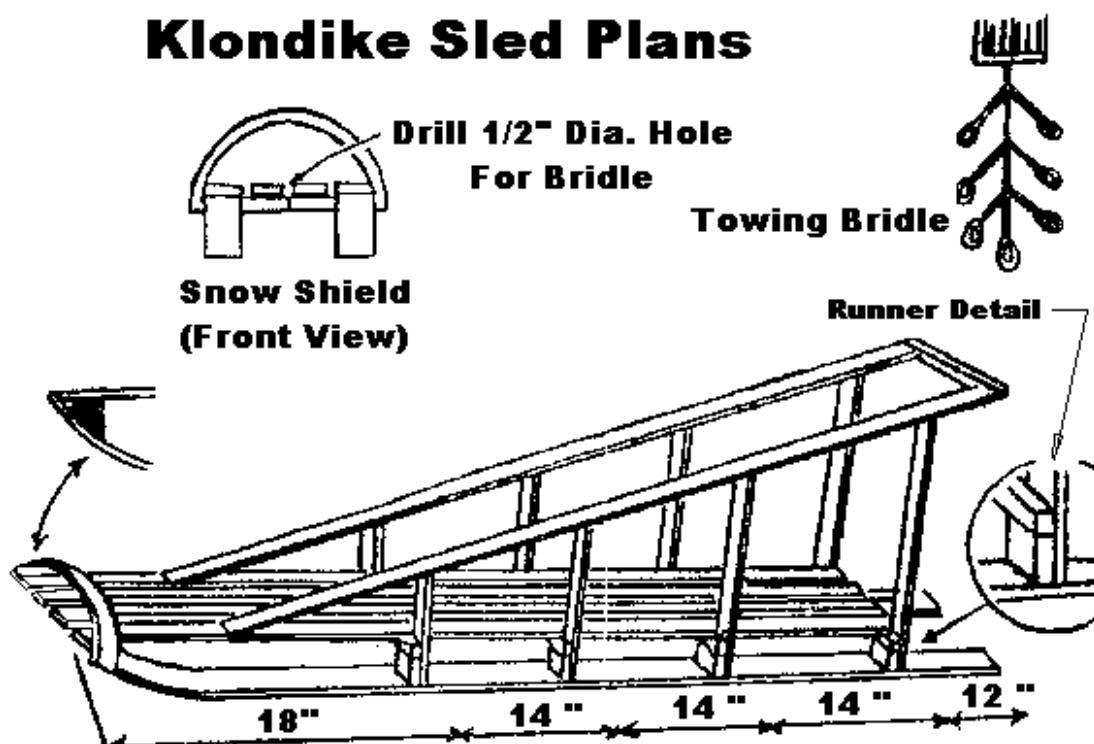 Klondike Sled Plans
Drill 1/2" Dia. Hole
For Bridle
Towing Bridle
Snow Shield
(Front View)
Runner Detail
18"
14 "
14 "
14 "
12 "